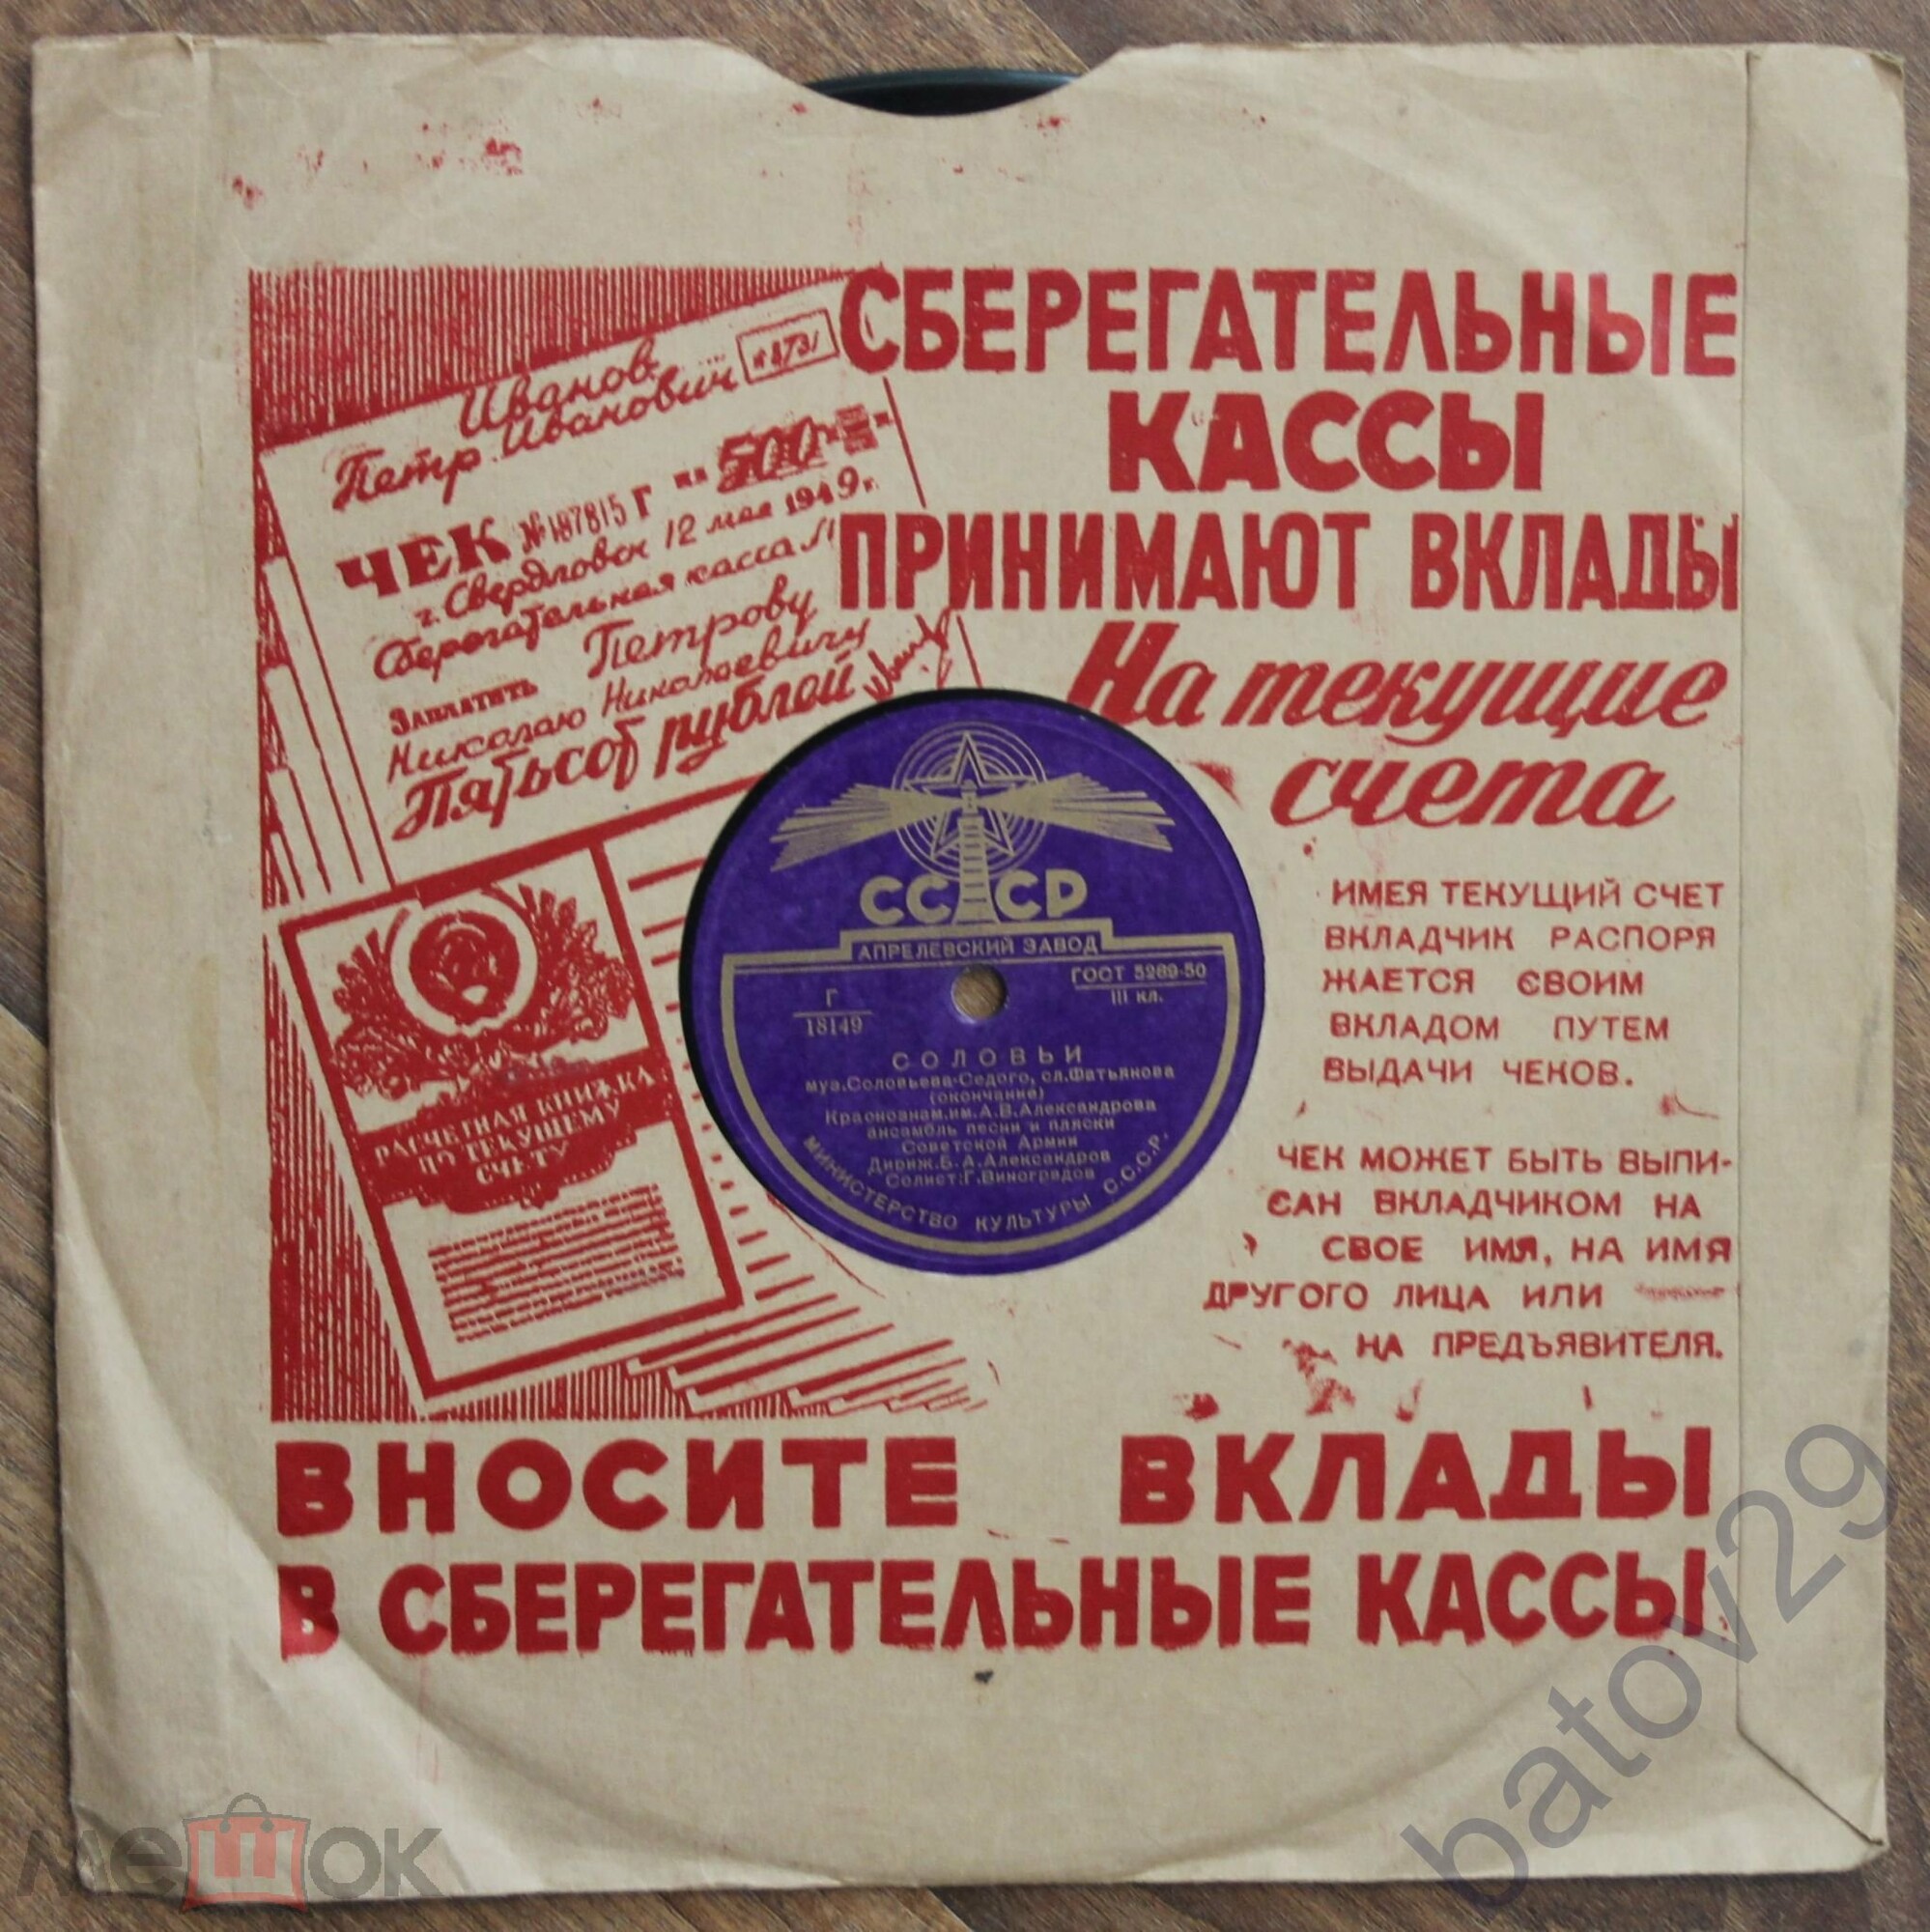 СБЕРЕГАТЕЛЬНЫЕ
КАССЫ
ПРИНИМАЮТ ВКЛАДЫ
На текущие
счета
Иванов
Петр Иванович
ЧЕК № 187815 Г 500
г. Свердловск 12 мая 1949 г.
Сберегательная касса
Заплатить Петрову
Николаю Николаевичу
Пятьсот рублей
РАСЧЕТНАЯ КНИЖКА
ПО ТЕКУЩЕМУ
СЧЕТУ
ИМЕЯ ТЕКУЩИЙ СЧЕТ
ВКЛАДЧИК РАСПОРЯ
ЖАЕТСЯ СВОИМ
ВКЛАДОМ ПУТЕМ
ВЫДАЧИ ЧЕКОВ.
ЧЕК МОЖЕТ БЫТЬ ВЫПИ-
САН ВКЛАДЧИКОМ НА
СВОЕ ИМЯ, НА ИМЯ
ДРУГОГО ЛИЦА ИЛИ
НА ПРЕДЪЯВИТЕЛЯ.
СССР
АПРЕЛЕВСКИЙ ЗАВОД
ГОСТ 5289-50
III кл.
Г
18149
СОЛОВЬИ
муз.Соловьева-Седого, сл.Фатьянова
(окончание)
Краснознам.им.А.В.Александрова
ансамбль песни и пляски
Советской Армии
Дириж.Б.А.Александров
Солист:Г.Виноградов
МИНИСТЕРСТВО КУЛЬТУРЫ С.С.С.Р.
ВНОСИТЕ ВКЛАДЫ
В СБЕРЕГАТЕЛЬНЫЕ КАССЫ.
мешок
batov29